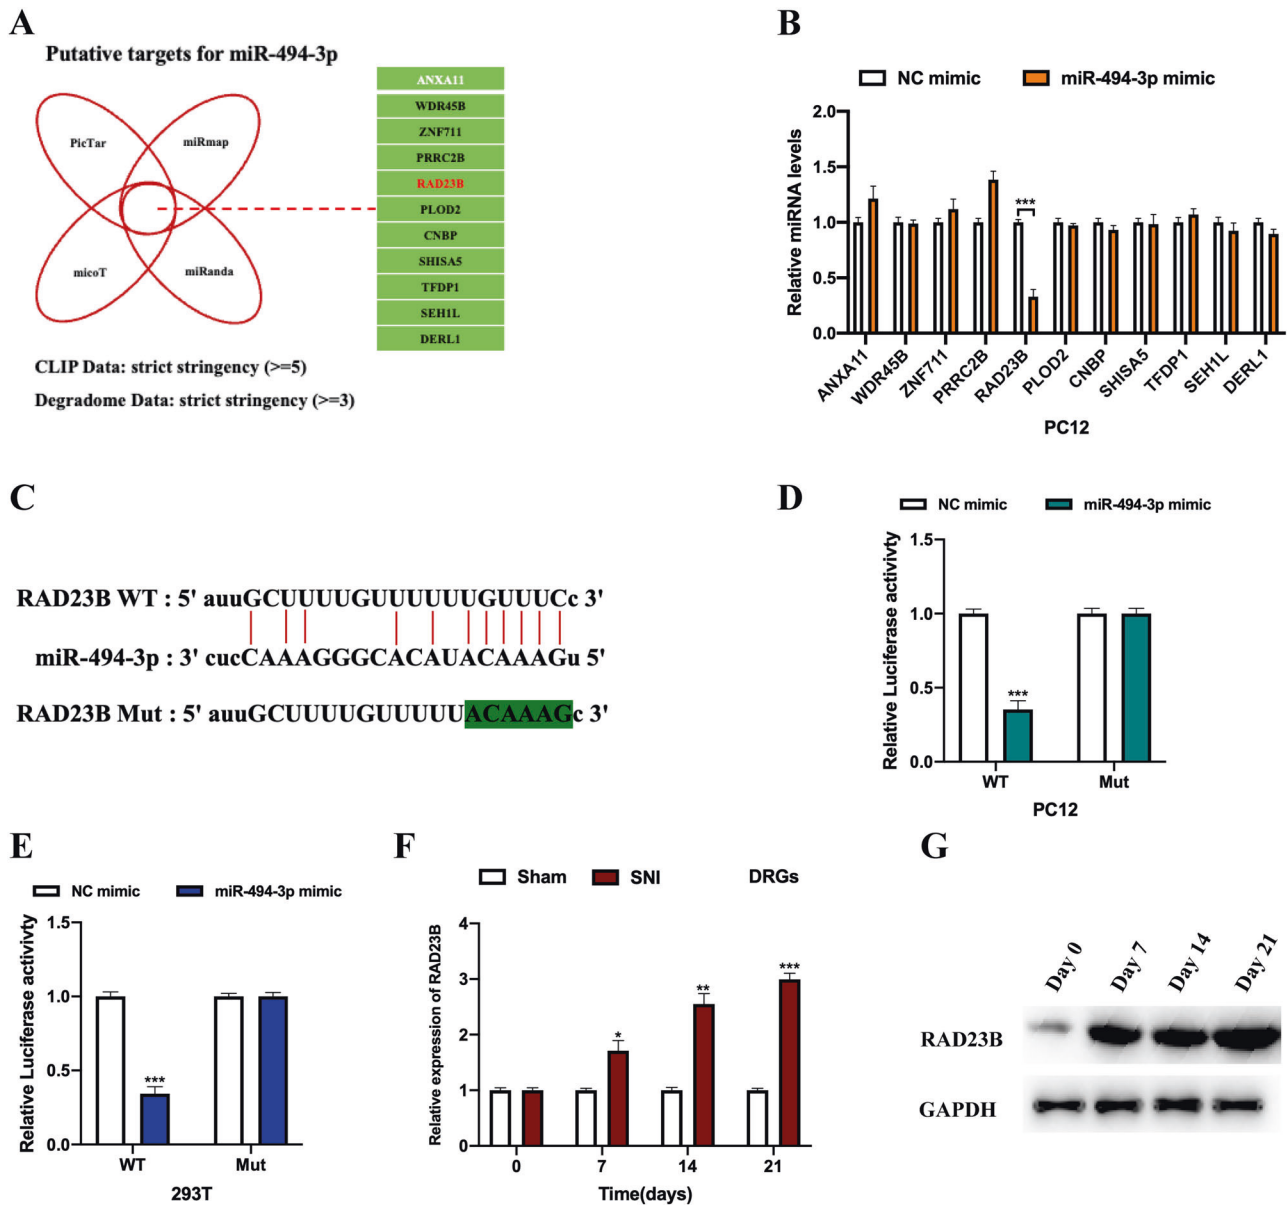 A
Putative targets for miR-494-3p
PicTar
miRmap
micoT
miRanda
ANXA11
WDR45B
ZNF711
PRRC2B
RAD23B
PLOD2
CNBP
SHISA5
TFDP1
SEH1L
DERL1
CLIP Data: strict stringency (>=5)
Degradome Data: strict stringency (>=3)
B
NC mimic
miR-494-3p mimic
Relative miRNA levels
2.0
1.5
1.0
0.5
0.0
***
ANXA11
WDR45B
ZNF711
PRRC2B
RAD23B
PLOD2
CNBP
SHISA5
TFDP1
SEH1L
DERL1
PC12
C
RAD23B WT : 5' auuGCUUUUGUUUUUUGUUUCc 3'
miR-494-3p : 3' cucCAAAGGGCACAUACAAAGu 5'
RAD23B Mut : 5' auuGCUUUUGUUUUUACAAAGc 3'
D
NC mimic
miR-494-3p mimic
Relative Luciferase activivty
1.5
1.0
0.5
0.0
***
WT
Mut
PC12
E
NC mimic
miR-494-3p mimic
Relative Luciferase activivty
1.5
1.0
0.5
0.0
***
WT
Mut
293T
F
Sham
SNI
DRGs
Relative expression of RAD23B
4
3
2
1
0
*
**
***
0
7
14
21
Time(days)
G
Day 0
Day 7
Day 14
Day 21
RAD23B
GAPDH